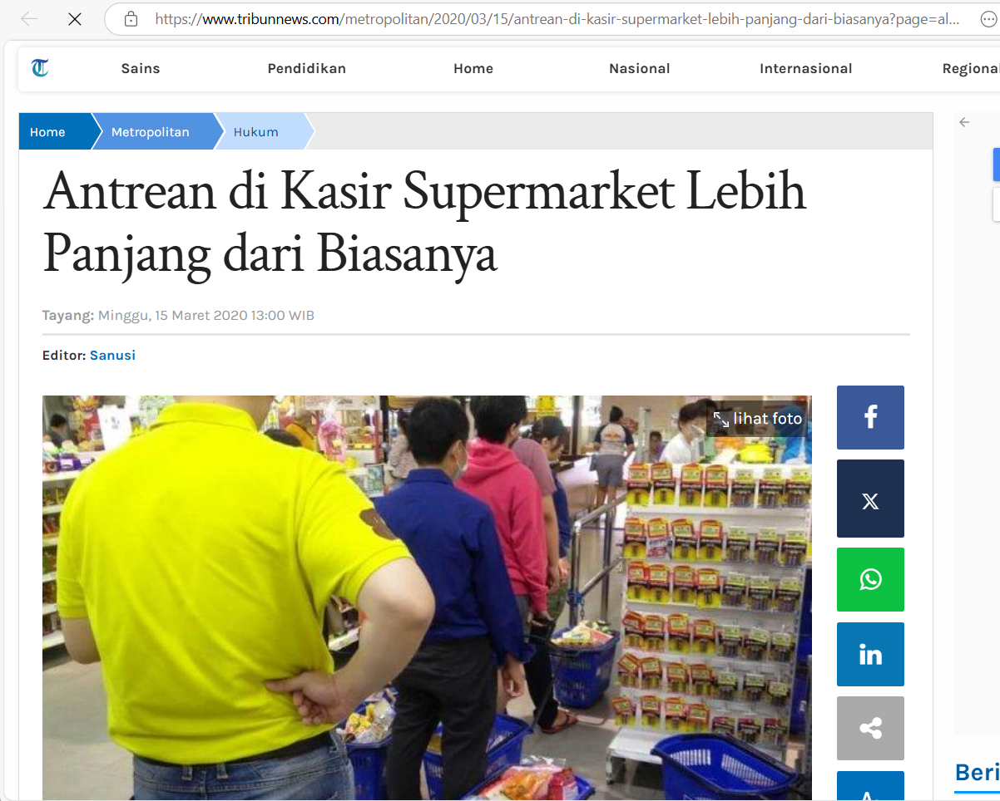 https://www.tribunnews.com/metropolitan/2020/03/15/antrean-di-kasir-supermarket-lebih-panjang-dari-biasanya?page=al...
Sains Pendidikan Home Nasional Internasional Regional
Home Metropolitan Hukum
Antrean di Kasir Supermarket Lebih
Panjang dari Biasanya
Tayang: Minggu, 15 Maret 2020 13:00 WIB
Editor: Sanusi
lihat foto
Beri